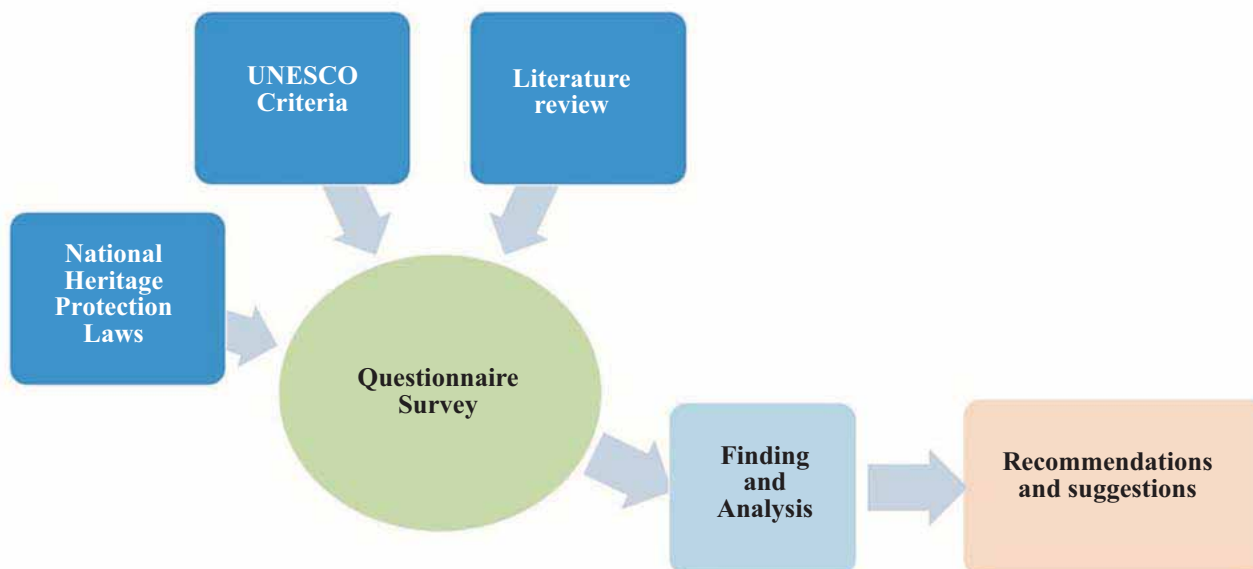 UNESCO
Criteria
Literature
review
National
Heritage
Protection
Laws
Questionnaire
Survey
Finding
and
Analysis
Recommendations
and suggestions